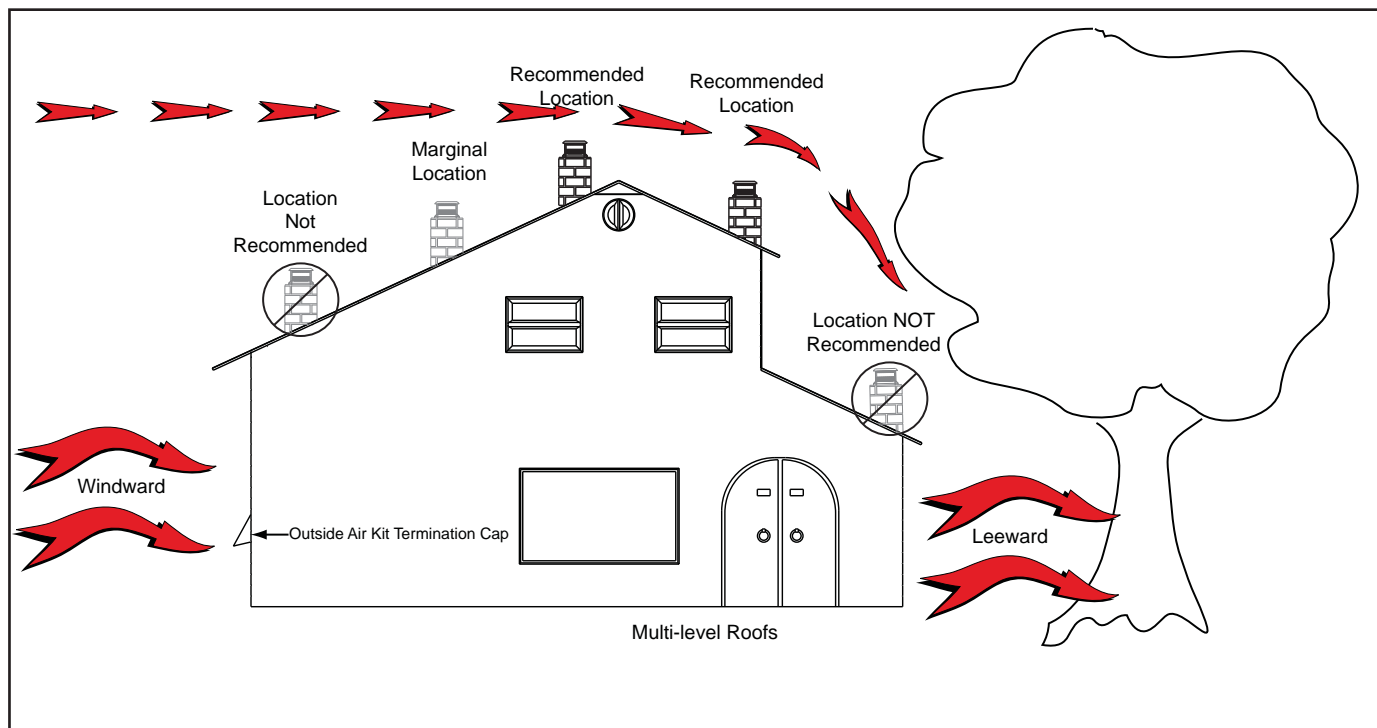 Recommended
Location
Recommended
Location
Marginal
Location
Location
Not
Recommended
Location NOT
Recommended
Windward
Outside Air Kit Termination Cap
Leeward
Multi-level Roofs